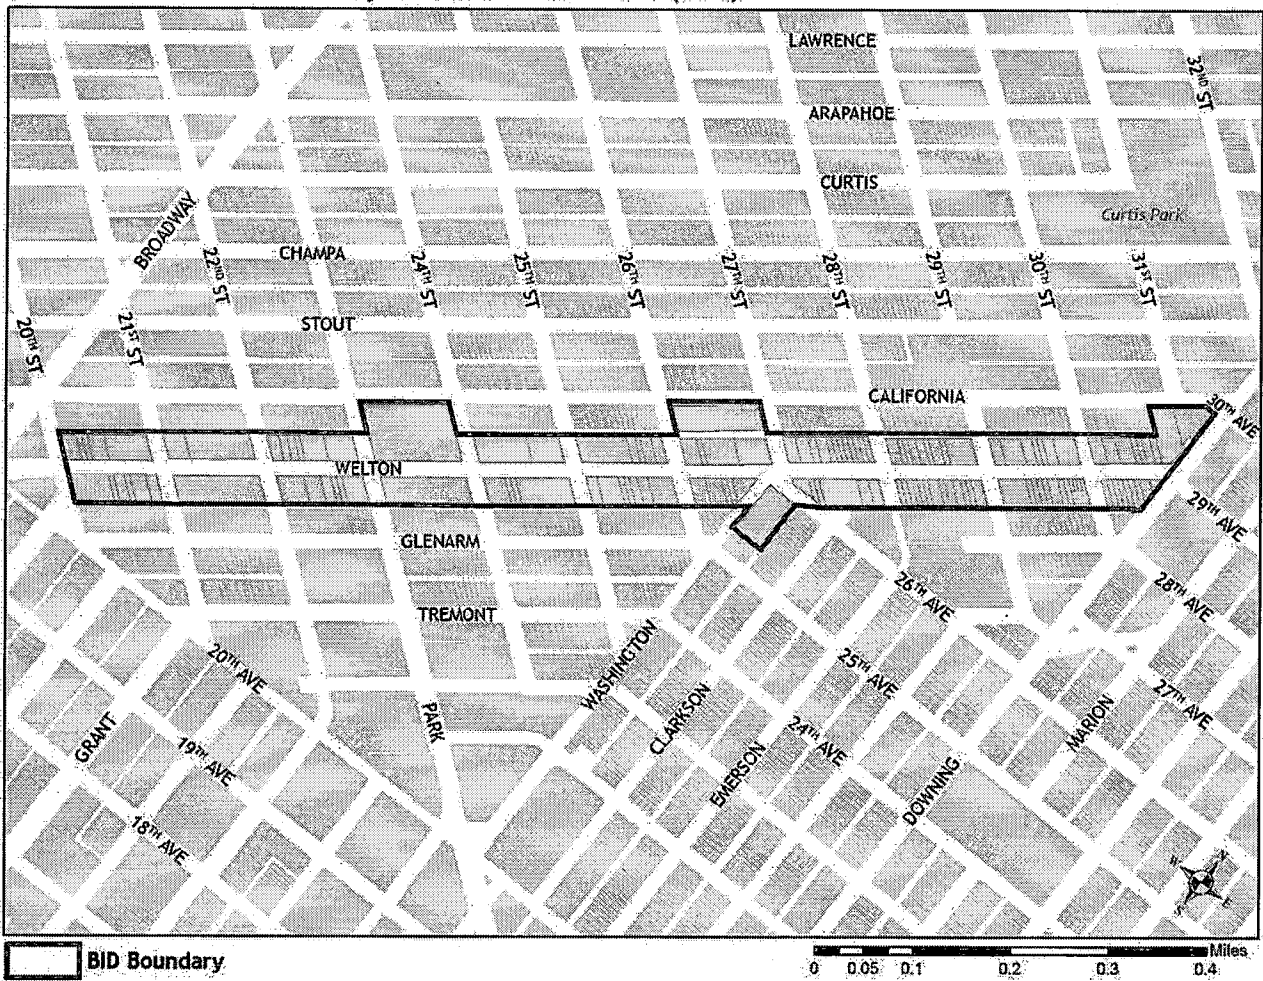 LAWRENCE
32ND ST
ARAPAHOE
CURTIS
Curtis Park
BROADWAY
CHAMPA
22ND ST
24TH ST
25TH ST
26TH ST
27TH ST
28TH ST
29TH ST
30TH ST
31ST ST
20TH ST
21ST ST
STOUT
CALIFORNIA
30TH AVE
WELTON
29TH AVE
GLENARM
26TH AVE
28TH AVE
TREMONT
WASHINGTON
20TH AVE
25TH AVE
27TH AVE
GRANT
19TH AVE
PARK
CLARKSON
24TH AVE
MARION
EMERSON
DOWNING
18TH AVE
N
W
E
S
BID Boundary
Miles
0 0.05 0.1 0.2 0.3 0.4